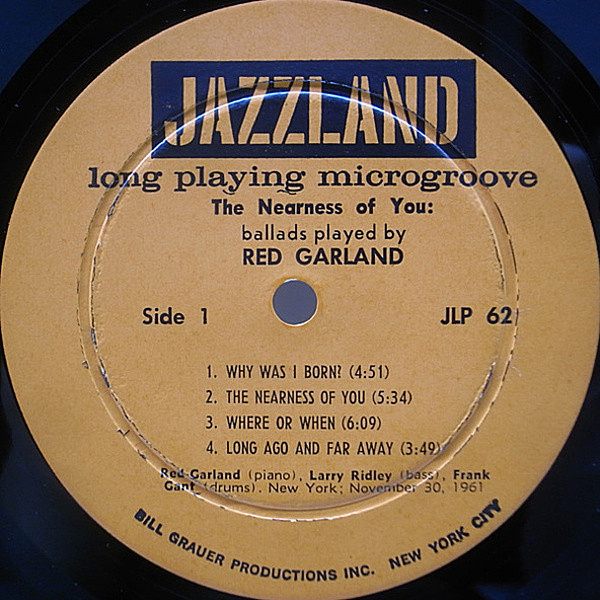 JAZZLAND
long playing microgroove
The Nearness of You:
ballads played by
RED GARLAND
Side 1
JLP 62
1. WHY WAS I BORN? (4:51)
2. THE NEARNESS OF YOU (5:34)
3. WHERE OR WHEN (6:09)
4. LONG AGO AND FAR AWAY (3:49)
Red Garland (piano), Larry Ridley (bass), Frank
Gant (drums). New York; November 30, 1961
BILL GRAUER PRODUCTIONS INC. NEW YORK CITY